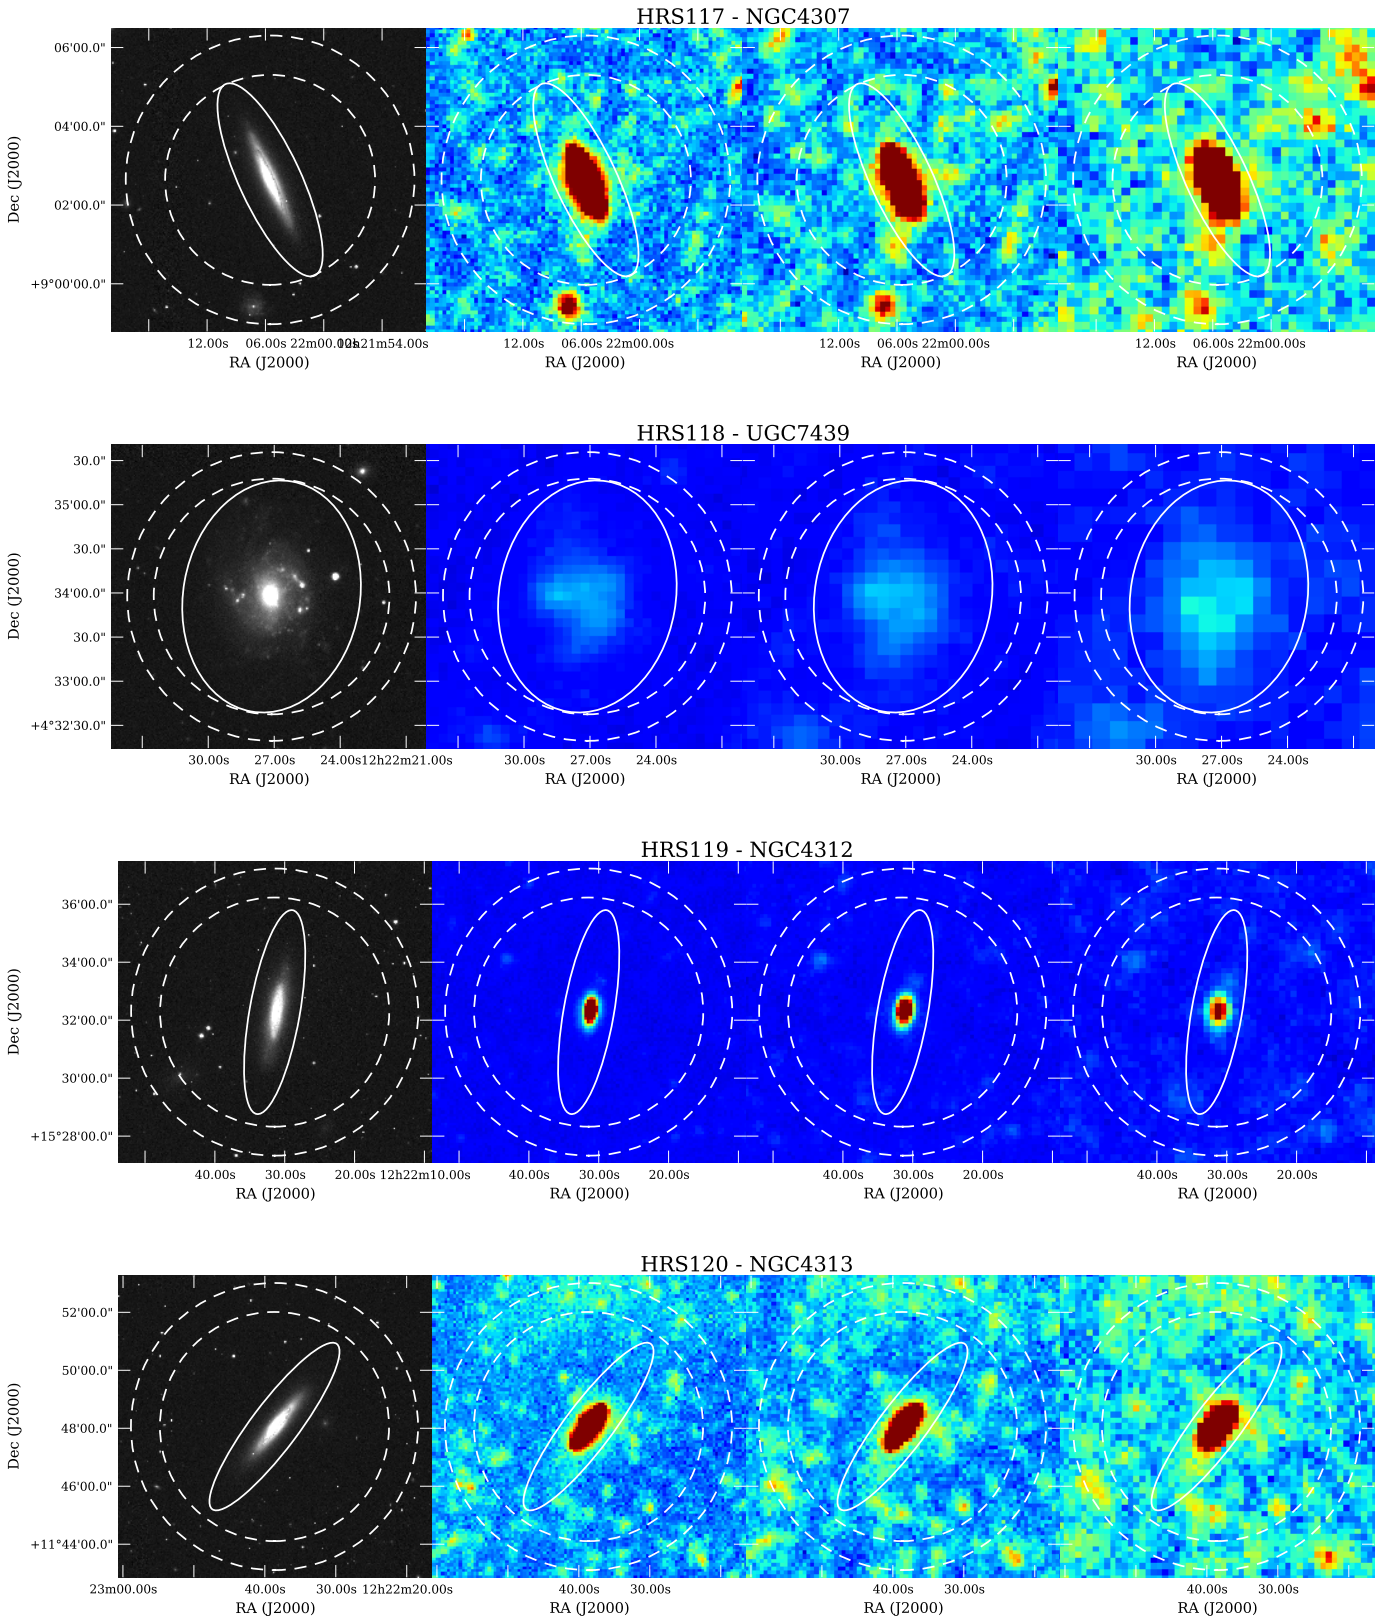 HRS117 - NGC4307
06'00.0"
04'00.0"
02'00.0"
+9°00'00.0"
Dec (J2000)
12.00s 06.00s 22m00.00s 12h21m54.00s 12.00s 06.00s 22m00.00s 12.00s 06.00s 22m00.00s 12.00s 06.00s 22m00.00s
RA (J2000) RA (J2000) RA (J2000) RA (J2000)
HRS118 - UGC7439
30.0"
35'00.0"
30.0"
34'00.0"
30.0"
33'00.0"
+4°32'30.0"
Dec (J2000)
30.00s 27.00s 24.00s 12h22m21.00s 30.00s 27.00s 24.00s 30.00s 27.00s 24.00s 30.00s 27.00s 24.00s
RA (J2000) RA (J2000) RA (J2000) RA (J2000)
HRS119 - NGC4312
36'00.0"
34'00.0"
32'00.0"
30'00.0"
+15°28'00.0"
Dec (J2000)
40.00s 30.00s 20.00s 12h22m10.00s 40.00s 30.00s 20.00s 40.00s 30.00s 20.00s 40.00s 30.00s 20.00s
RA (J2000) RA (J2000) RA (J2000) RA (J2000)
HRS120 - NGC4313
52'00.0"
50'00.0"
48'00.0"
46'00.0"
+11°44'00.0"
Dec (J2000)
23m00.00s 40.00s 30.00s 12h22m20.00s 40.00s 30.00s 40.00s 30.00s 40.00s 30.00s
RA (J2000) RA (J2000) RA (J2000) RA (J2000)